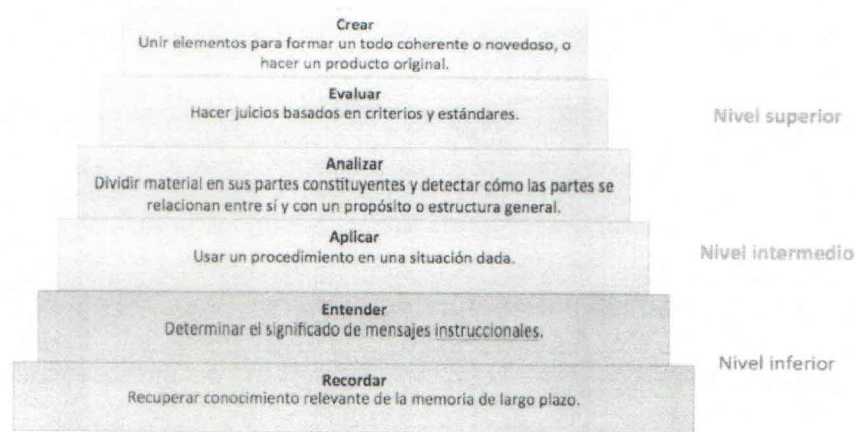 Crear
Unir elementos para formar un todo coherente o novedoso, o
hacer un producto original.
Evaluar
Hacer juicios basados en criterios y estándares.
Nivel superior
Analizar
Dividir material en sus partes constituyentes y detectar cómo las partes se
relacionan entre sí y con un propósito o estructura general.
Aplicar
Usar un procedimiento en una situación dada.
Nivel intermedio
Entender
Determinar el significado de mensajes instruccionales.
Nivel inferior
Recordar
Recuperar conocimiento relevante de la memoria de largo plazo.